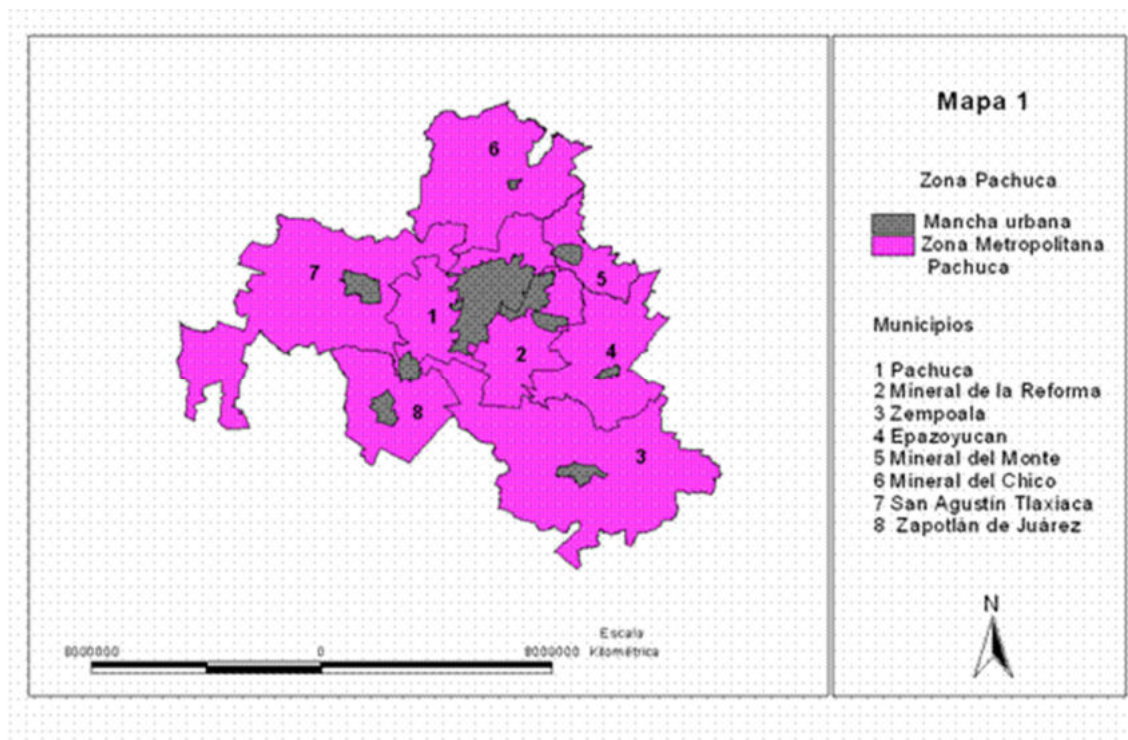 Mapa 1
Zona Pachuca
Mancha urbana
Zona Metropolitana
Pachuca
Municipios
1 Pachuca
2 Mineral de la Reforma
3 Zempoala
4 Epazoyucan
5 Mineral del Monte
6 Mineral del Chico
7 San Agustín Tlaxiaca
8 Zapotlán de Juárez
N
6
7
5
1
2
4
8
3
8000000 0 8000000
Escala
Kilométrica